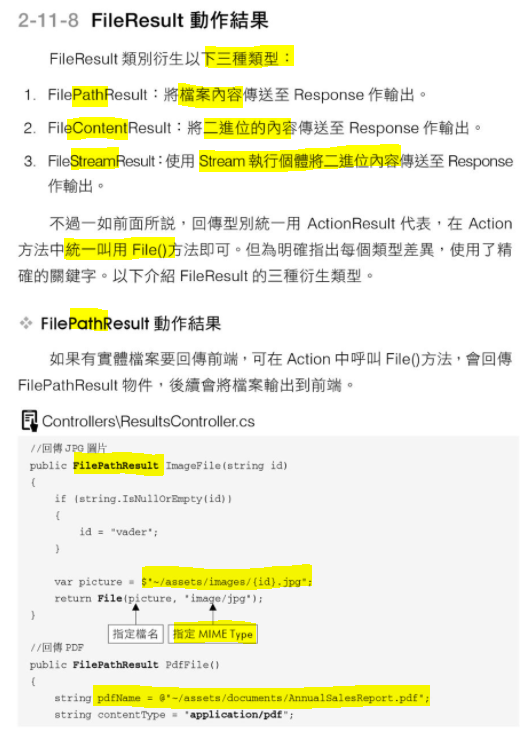 2-11-8 FileResult 動作結果
FileResult 類別衍生以下三種類型：
1. FilePathResult：將檔案內容傳送至 Response 作輸出。
2. FileContentResult：將二進位的內容傳送至 Response 作輸出。
3. FileStreamResult：使用 Stream 執行個體將二進位內容傳送至 Response
作輸出。
不過一如前面所說，回傳型別統一用 ActionResult 代表，在 Action
方法中統一叫用 File()方法即可。但為明確指出每個類型差異，使用了精
確的關鍵字。以下介紹 FileResult 的三種衍生類型。
❖ FilePathResult 動作結果
如果有實體檔案要回傳前端，可在 Action 中呼叫 File()方法，會回傳
FilePathResult 物件，後續會將檔案輸出到前端。
Controllers\ResultsController.cs
//回傳 JPG 圖片
public FilePathResult ImageFile(string id)
{
if (string.IsNullOrEmpty(id))
{
id = "vader";
}
var picture = $"~/assets/images/{id}.jpg";
return File(picture, "image/jpg");
}
指定檔名 指定 MIME Type
//回傳 PDF
public FilePathResult PdfFile()
{
string pdfName = @"~/assets/documents/AnnualSalesReport.pdf";
string contentType = "application/pdf";